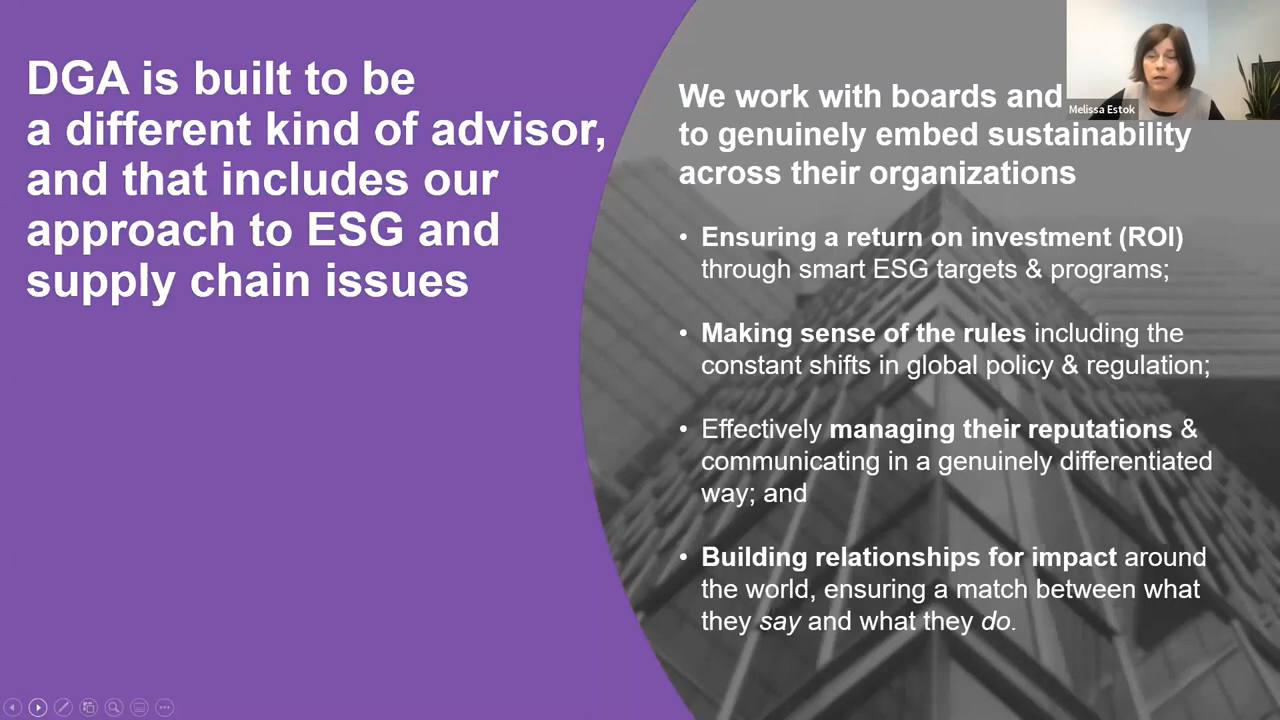 DGA is built to be
a different kind of advisor,
and that includes our
approach to ESG and
supply chain issues
We work with boards and
to genuinely embed sustainability
across their organizations
• Ensuring a return on investment (ROI)
through smart ESG targets & programs;
• Making sense of the rules including the
constant shifts in global policy & regulation;
• Effectively managing their reputations &
communicating in a genuinely differentiated
way; and
• Building relationships for impact around
the world, ensuring a match between what
they say and what they do.
Melissa Estok